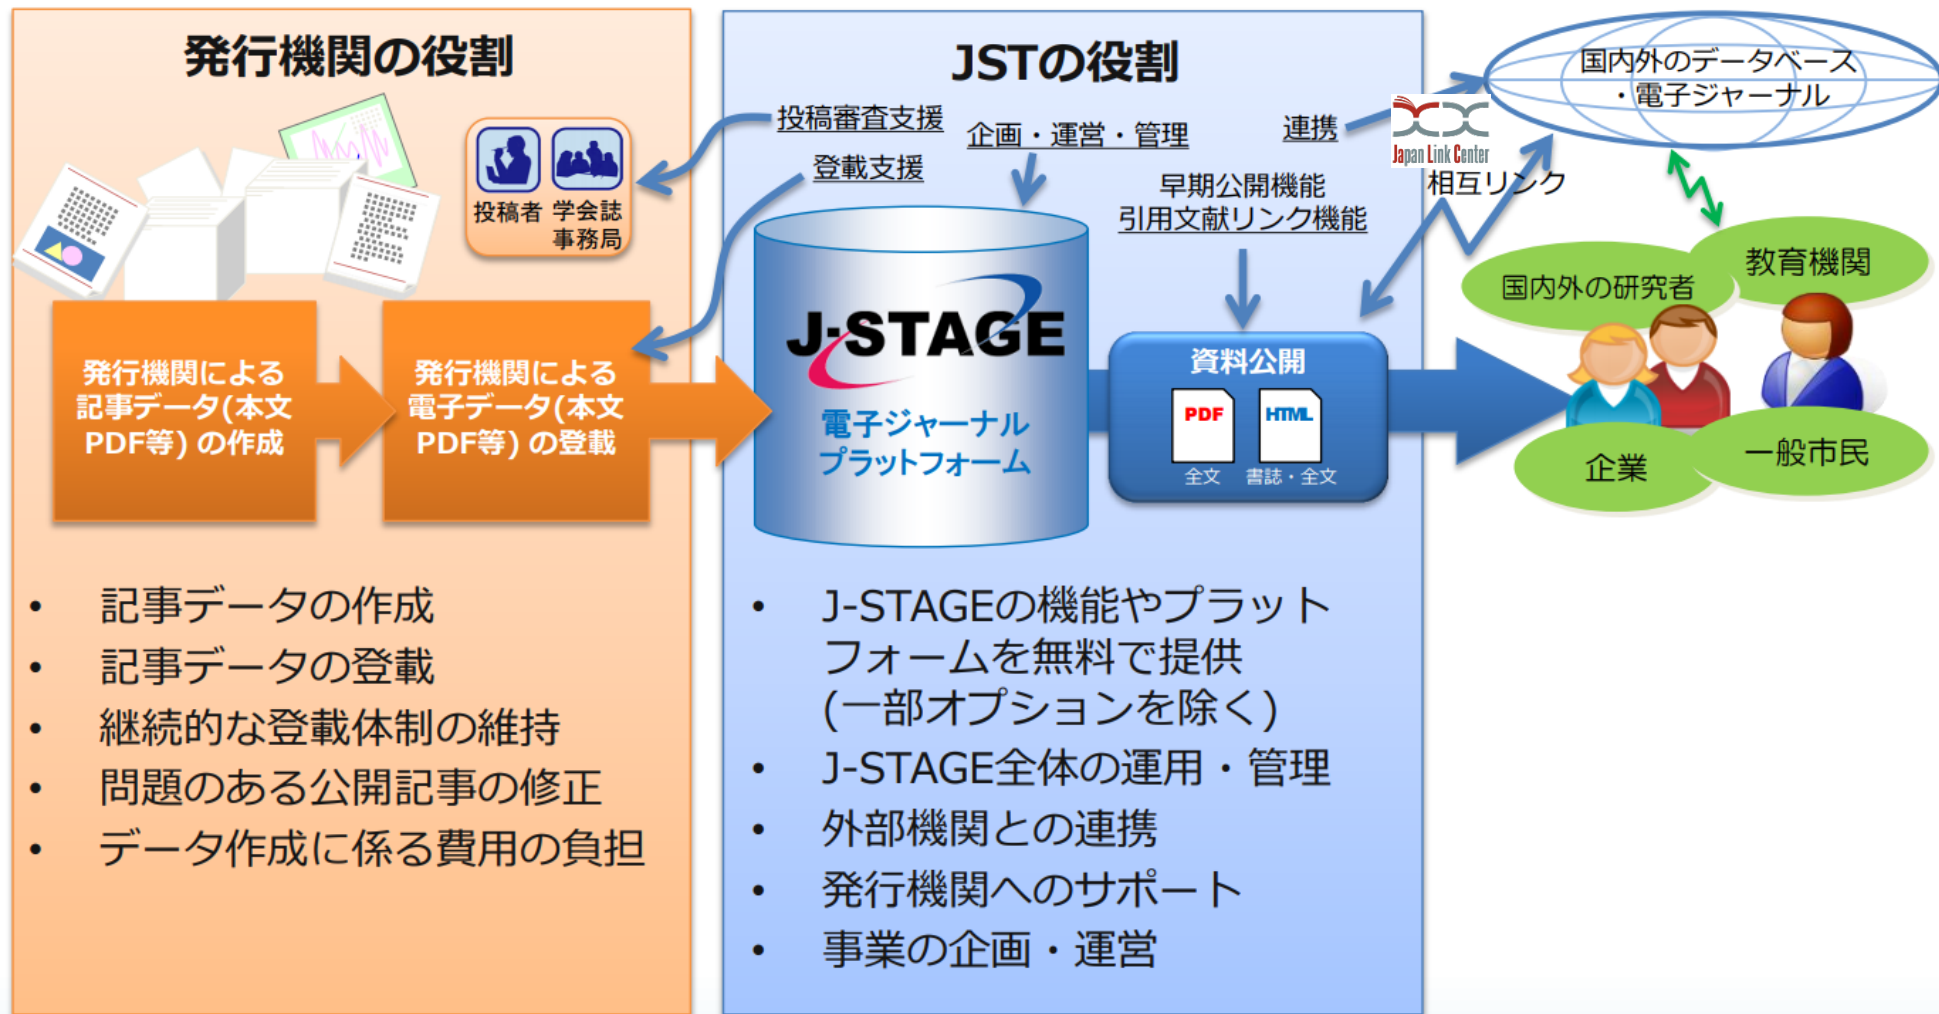 発行機関の役割
投稿者
学会誌
事務局
発行機関による
記事データ(本文
PDF等) の作成
発行機関による
電子データ(本文
PDF等) の登載
• 記事データの作成
• 記事データの登載
• 継続的な登載体制の維持
• 問題のある公開記事の修正
• データ作成に係る費用の負担
JSTの役割
投稿審査支援
登載支援
企画・運営・管理
連携
早期公開機能
引用文献リンク機能
J-STAGE
電子ジャーナル
プラットフォーム
資料公開
PDF
全文
HTML
書誌・全文
• J-STAGEの機能やプラット
フォームを無料で提供
(一部オプションを除く)
• J-STAGE全体の運用・管理
• 外部機関との連携
• 発行機関へのサポート
• 事業の企画・運営
国内外のデータベース
・電子ジャーナル
Japan Link Center
相互リンク
国内外の研究者
教育機関
企業
一般市民